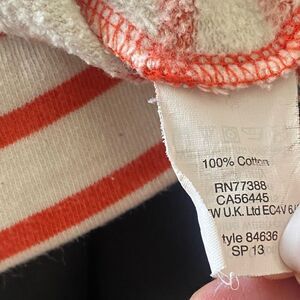 100% Cotton
RN77388
CA56445
W U.K. Ltd EC4V 6
tyle 84636
SP 13